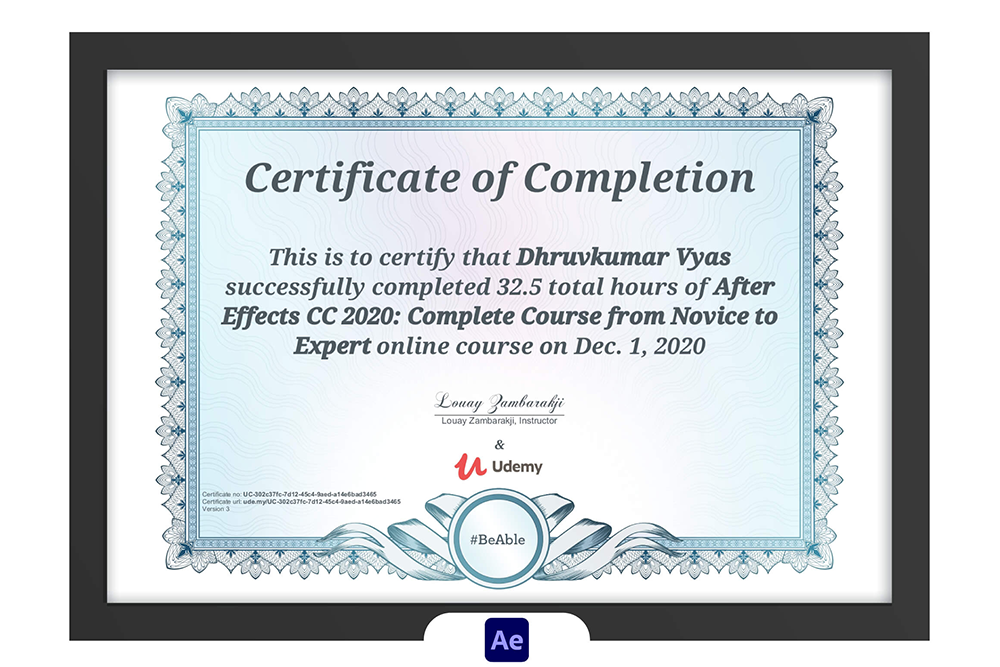 Certificate of Completion
This is to certify that Dhruvkumar Vyas
successfully completed 32.5 total hours of After
Effects CC 2020: Complete Course from Novice to
Expert online course on Dec. 1, 2020
Louay Zambarakji
Louay Zambarakji, Instructor
&
Udemy
Certificate no: UC-302c37fc-7d12-45c4-9aed-a14e6bad3465
Certificate url: ude.my/UC-302c37fc-7d12-45c4-9aed-a14e6bad3465
Version 3
#BeAble
Ae